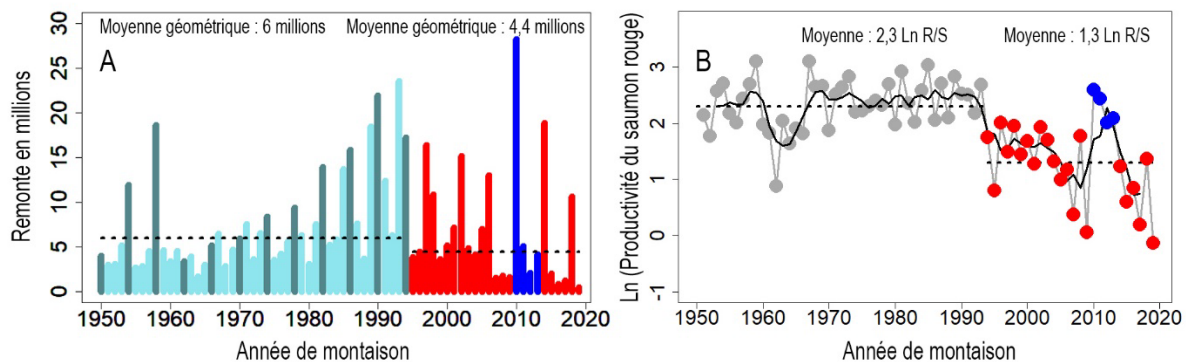 Moyenne géométrique : 6 millions
Moyenne géométrique : 4,4 millions
A
Remonte en millions
30
25
20
15
10
5
0
1950 1960 1970 1980 1990 2000 2010 2020
Année de montaison
Moyenne : 2,3 Ln R/S
Moyenne : 1,3 Ln R/S
B
Ln (Productivité du saumon rouge)
3
2
1
0
-1
1950 1960 1970 1980 1990 2000 2010 2020
Année de montaison